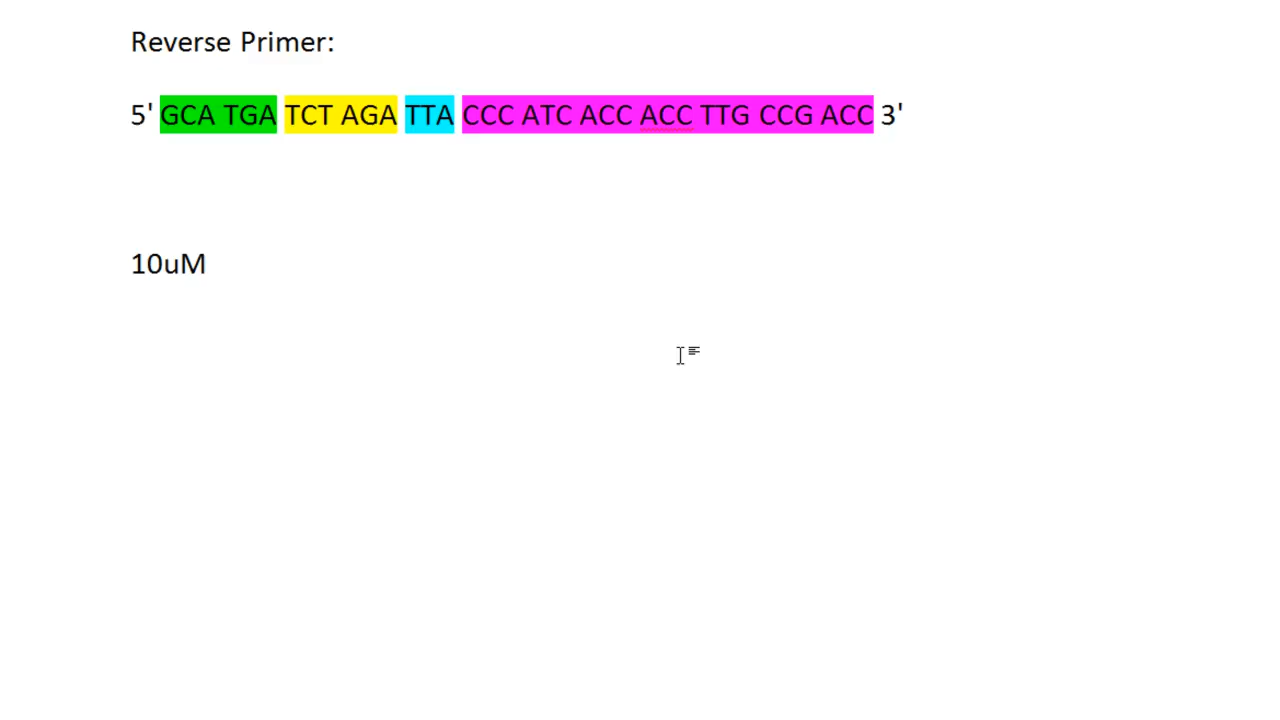 Reverse Primer:
5' GCA TGA TCT AGA TTA CCC ATC ACC ACC TTG CCG ACC 3'
10uM